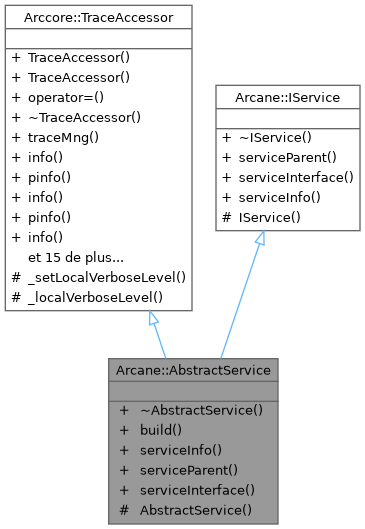 Arccore::TraceAccessor
+ TraceAccessor()
+ TraceAccessor()
+ operator=()
+ ~TraceAccessor()
+ traceMng()
+ info()
+ pinfo()
+ info()
+ pinfo()
+ info()
et 15 de plus...
# _setLocalVerboseLevel()
# _localVerboseLevel()
Arcane::IService
+ ~IService()
+ serviceParent()
+ serviceInterface()
+ serviceInfo()
# IService()
Arcane::AbstractService
+ ~AbstractService()
+ build()
+ serviceInfo()
+ serviceParent()
+ serviceInterface()
# AbstractService()